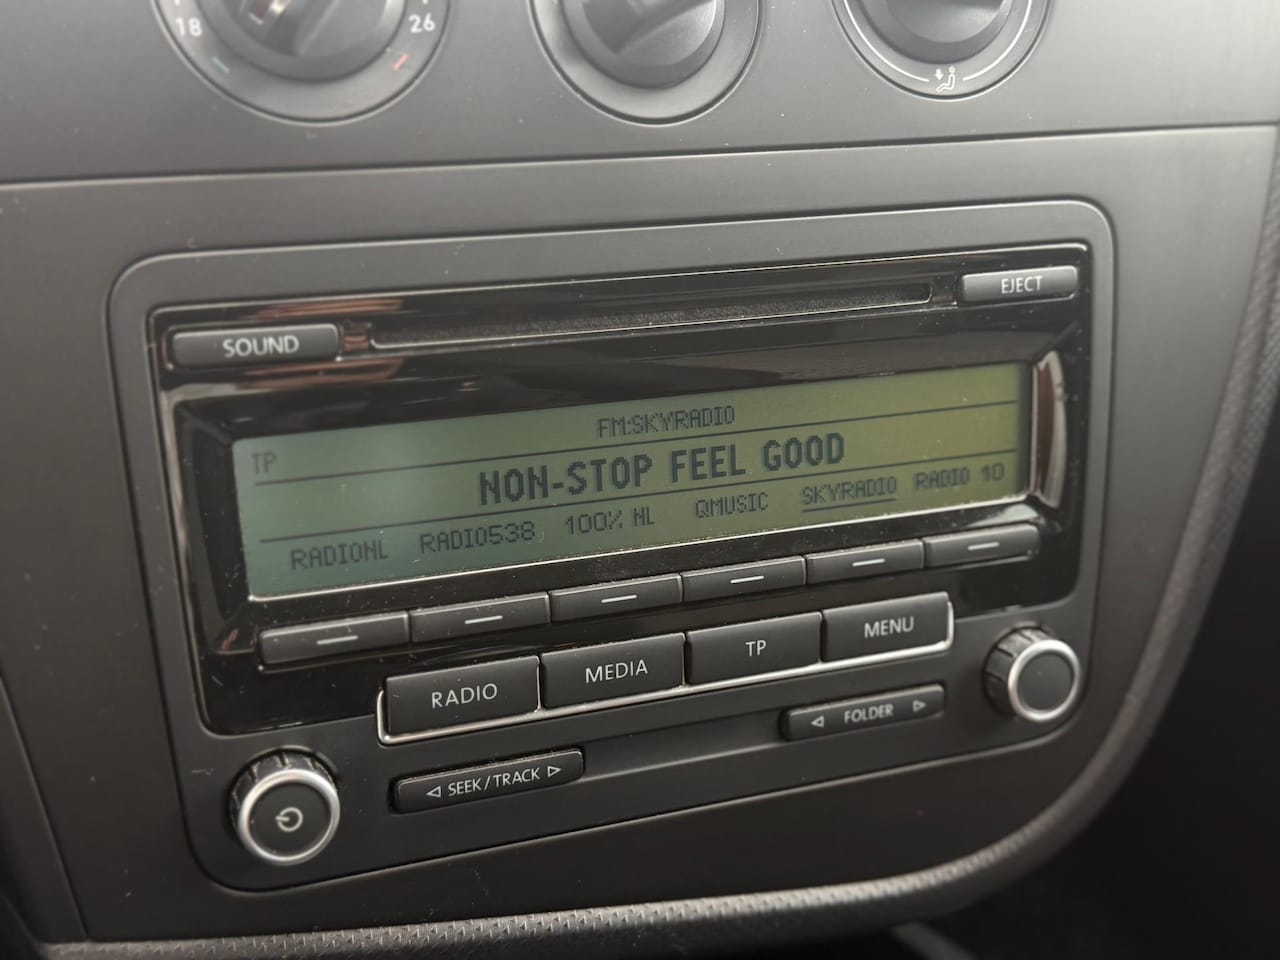 18
26
EJECT
SOUND
FM:SKYRADIO
TP
NON-STOP FEEL GOOD
RADIONL RADIO538 100% NL QMUSIC SKYRADIO RADIO 10
RADIO MEDIA TP MENU
FOLDER
SEEK/TRACK